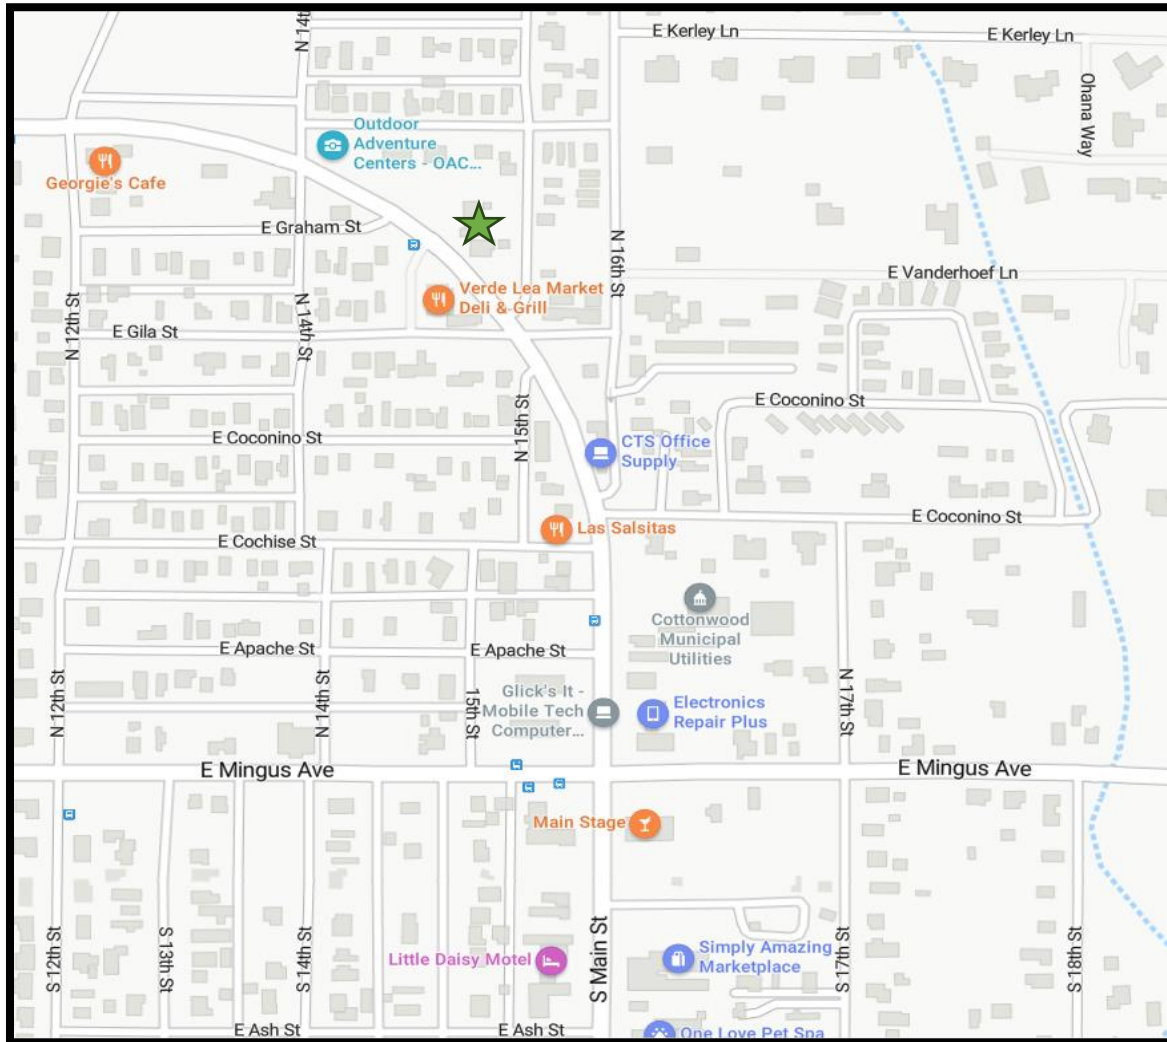 N 14th
E Kerley Ln
E Kerley Ln
Ohana Way
Outdoor
Adventure
Centers - OAC...
Georgie's Cafe
E Graham St
N 16th St
E Vanderhoef Ln
Verde Lea Market
Deli & Grill
N 12th St
N 14th St
E Gila St
E Coconino St
N 15th St
E Coconino St
CTS Office
Supply
E Coconino St
Las Salsitas
E Cochise St
Cottonwood
Municipal
Utilities
E Apache St
E Apache St
N 12th St
N 14th St
15th St
Glick's It -
Mobile Tech
Computer...
Electronics
Repair Plus
N 17th St
E Mingus Ave
E Mingus Ave
Main Stage
S 12th St
S 13th St
S 14th St
Little Daisy Motel
S Main St
Simply Amazing
Marketplace
S 17th St
S 18th St
E Ash St
E Ash St
One Love Pet Spa